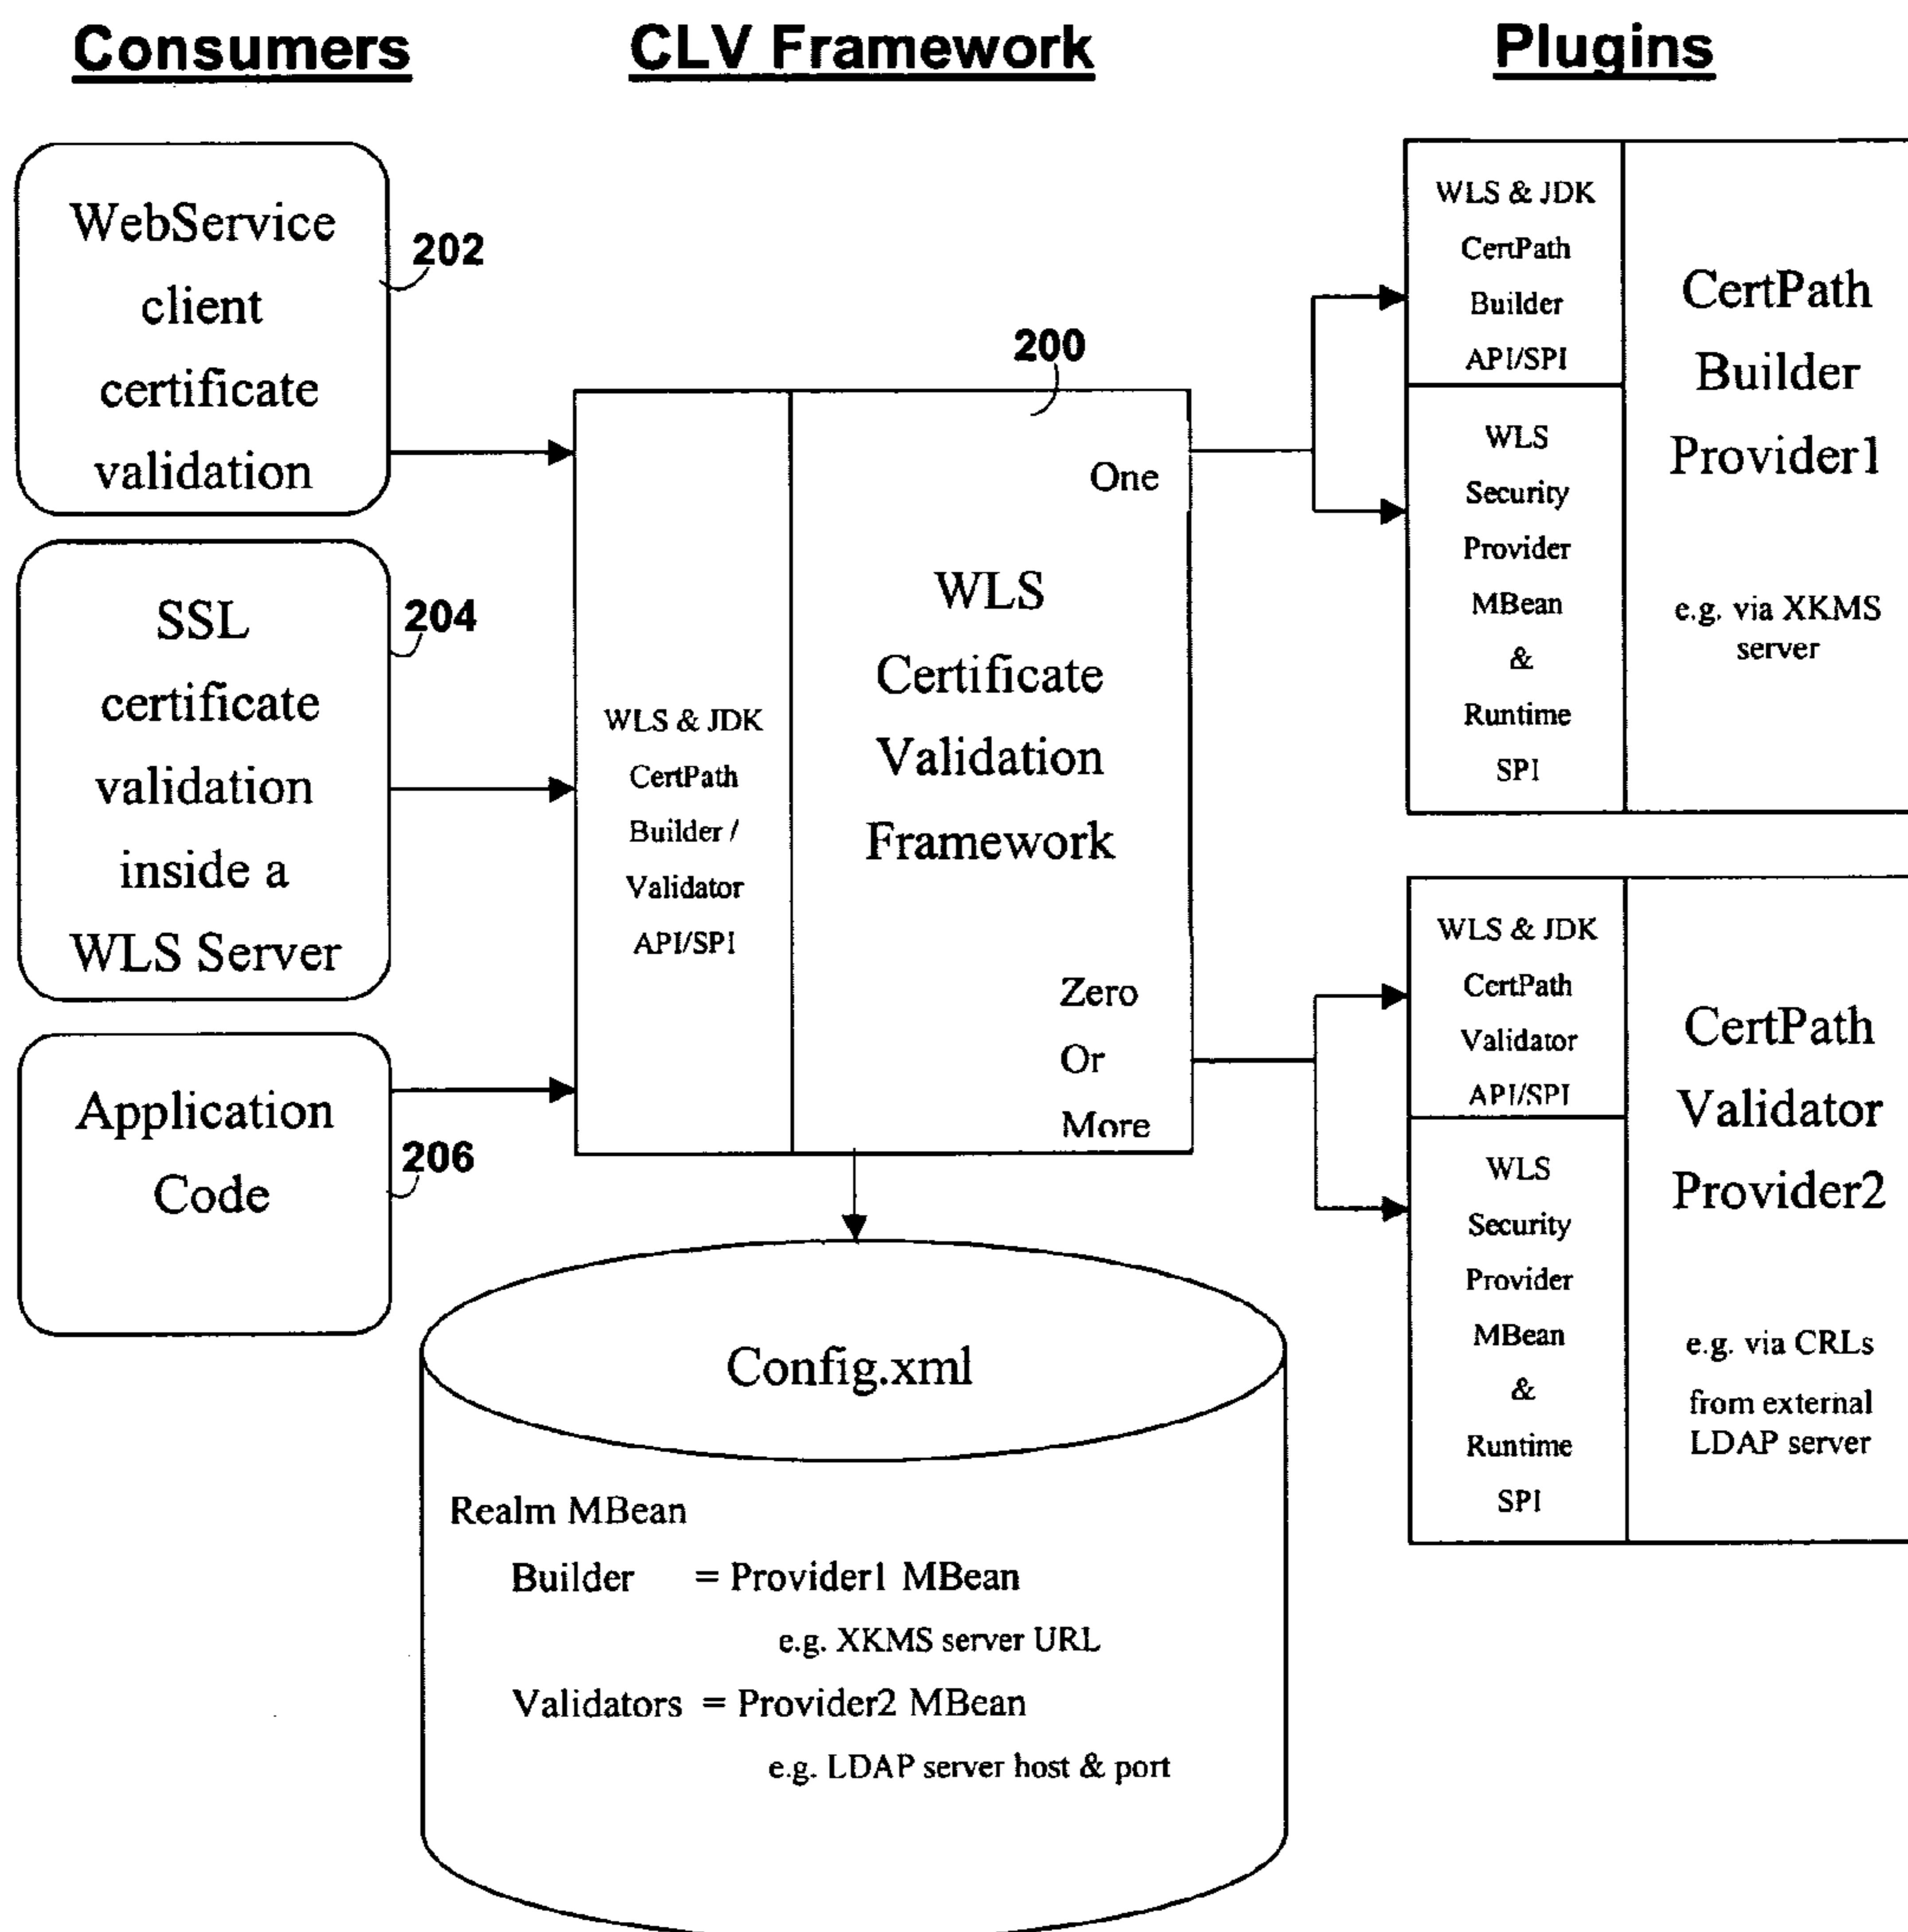 Consumers
CLV Framework
Plugins
WebService
client
certificate
validation
202
SSL
certificate
validation
inside a
WLS Server
204
Application
Code
206
200
WLS & JDK
CertPath
Builder /
Validator
API/SPI
One
WLS
Certificate
Validation
Framework
Zero
Or
More
WLS & JDK
CertPath
Builder
API/SPI
WLS
Security
Provider
MBean
&
Runtime
SPI
CertPath
Builder
Provider1
e.g. via XKMS
server
WLS & JDK
CertPath
Validator
API/SPI
WLS
Security
Provider
MBean
&
Runtime
SPI
CertPath
Validator
Provider2
e.g. via CRLs
from external
LDAP server
Config.xml
Realm MBean
Builder = Provider1 MBean
e.g. XKMS server URL
Validators = Provider2 MBean
e.g. LDAP server host & port